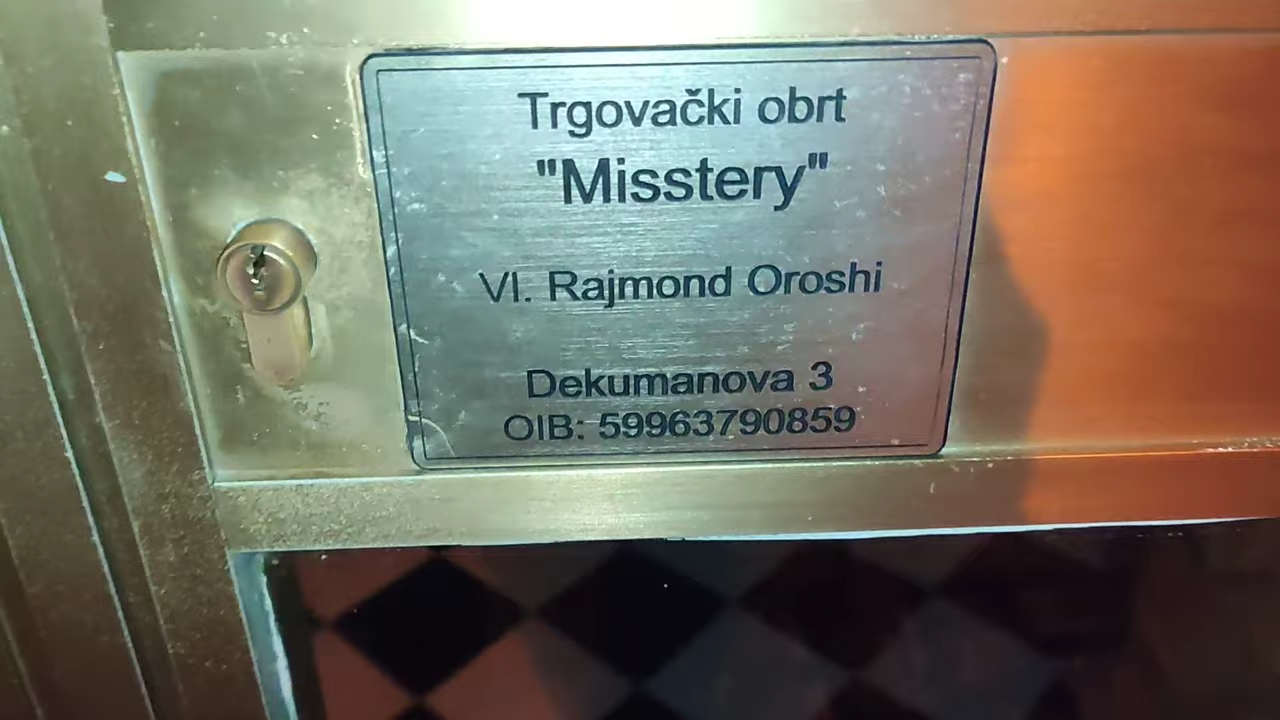 Trgovački obrt
"Misstery"
Vl. Rajmond Oroshi
Dekumanova 3
OIB: 59963790859